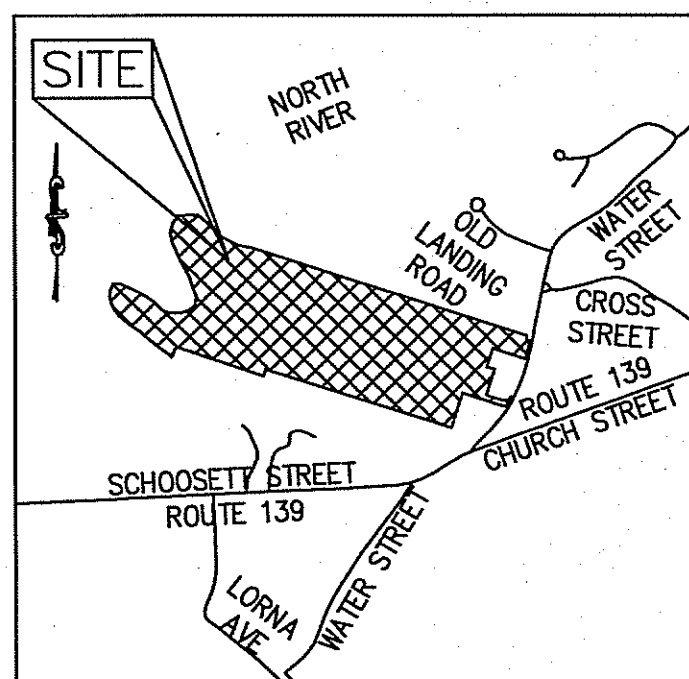 SITE
NORTH
RIVER
OLD
LANDING
ROAD
WATER
STREET
CROSS
STREET
ROUTE 139
CHURCH STREET
SCHOOSETT STREET
ROUTE 139
WATER STREET
LORNA
AVE